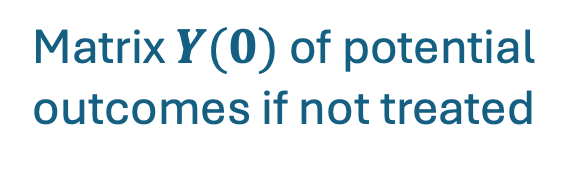 Matrix Y(0) of potential
outcomes if not treated